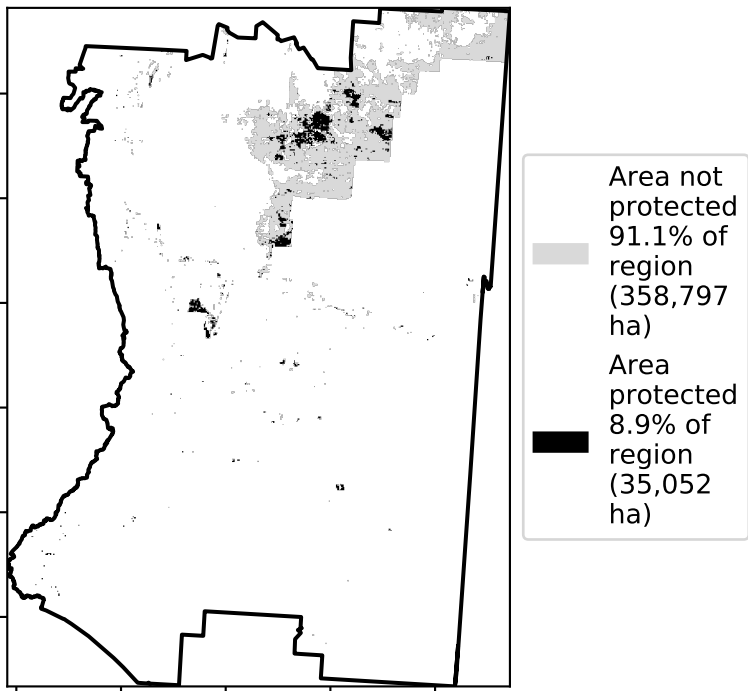 Area not
protected
91.1% of
region
(358,797
ha)
Area
protected
8.9% of
region
(35,052
ha)